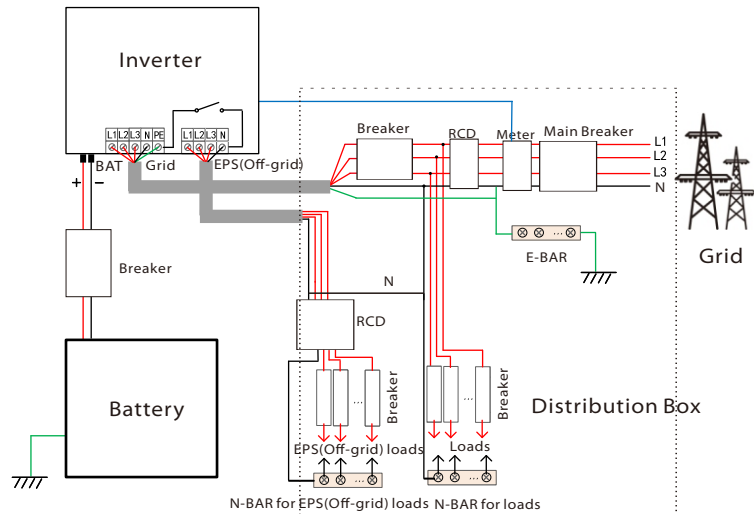 Inverter
L1 L2 L3 N PE
L1 L2 L3 N
BAT
Grid
EPS(Off-grid)
+
−
Breaker
RCD
Meter
Main Breaker
L1
L2
L3
N
Grid
E-BAR
Breaker
N
RCD
Battery
...
Breaker
...
Breaker
Distribution Box
EPS(Off-grid) loads
Loads
...
...
...
N-BAR for EPS(Off-grid) loads
N-BAR for loads